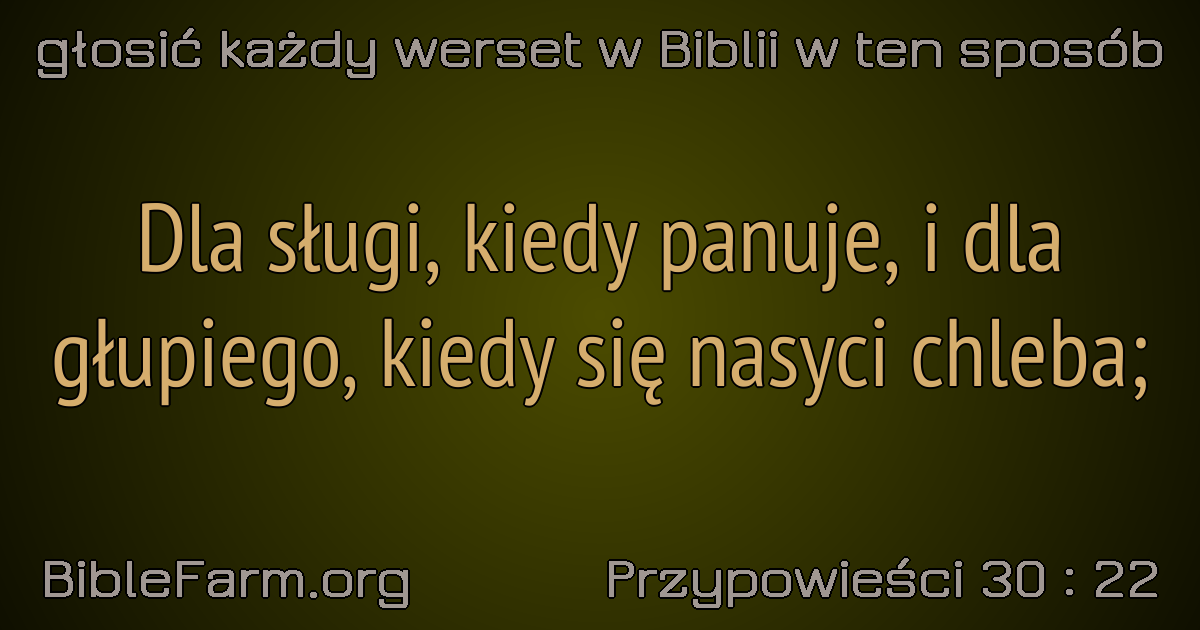 głosić każdy werset w Biblii w ten sposób
Dla sługi, kiedy panuje, i dla
głupiego, kiedy się nasyci chleba;
BibleFarm.org
Przypowieści 30 : 22